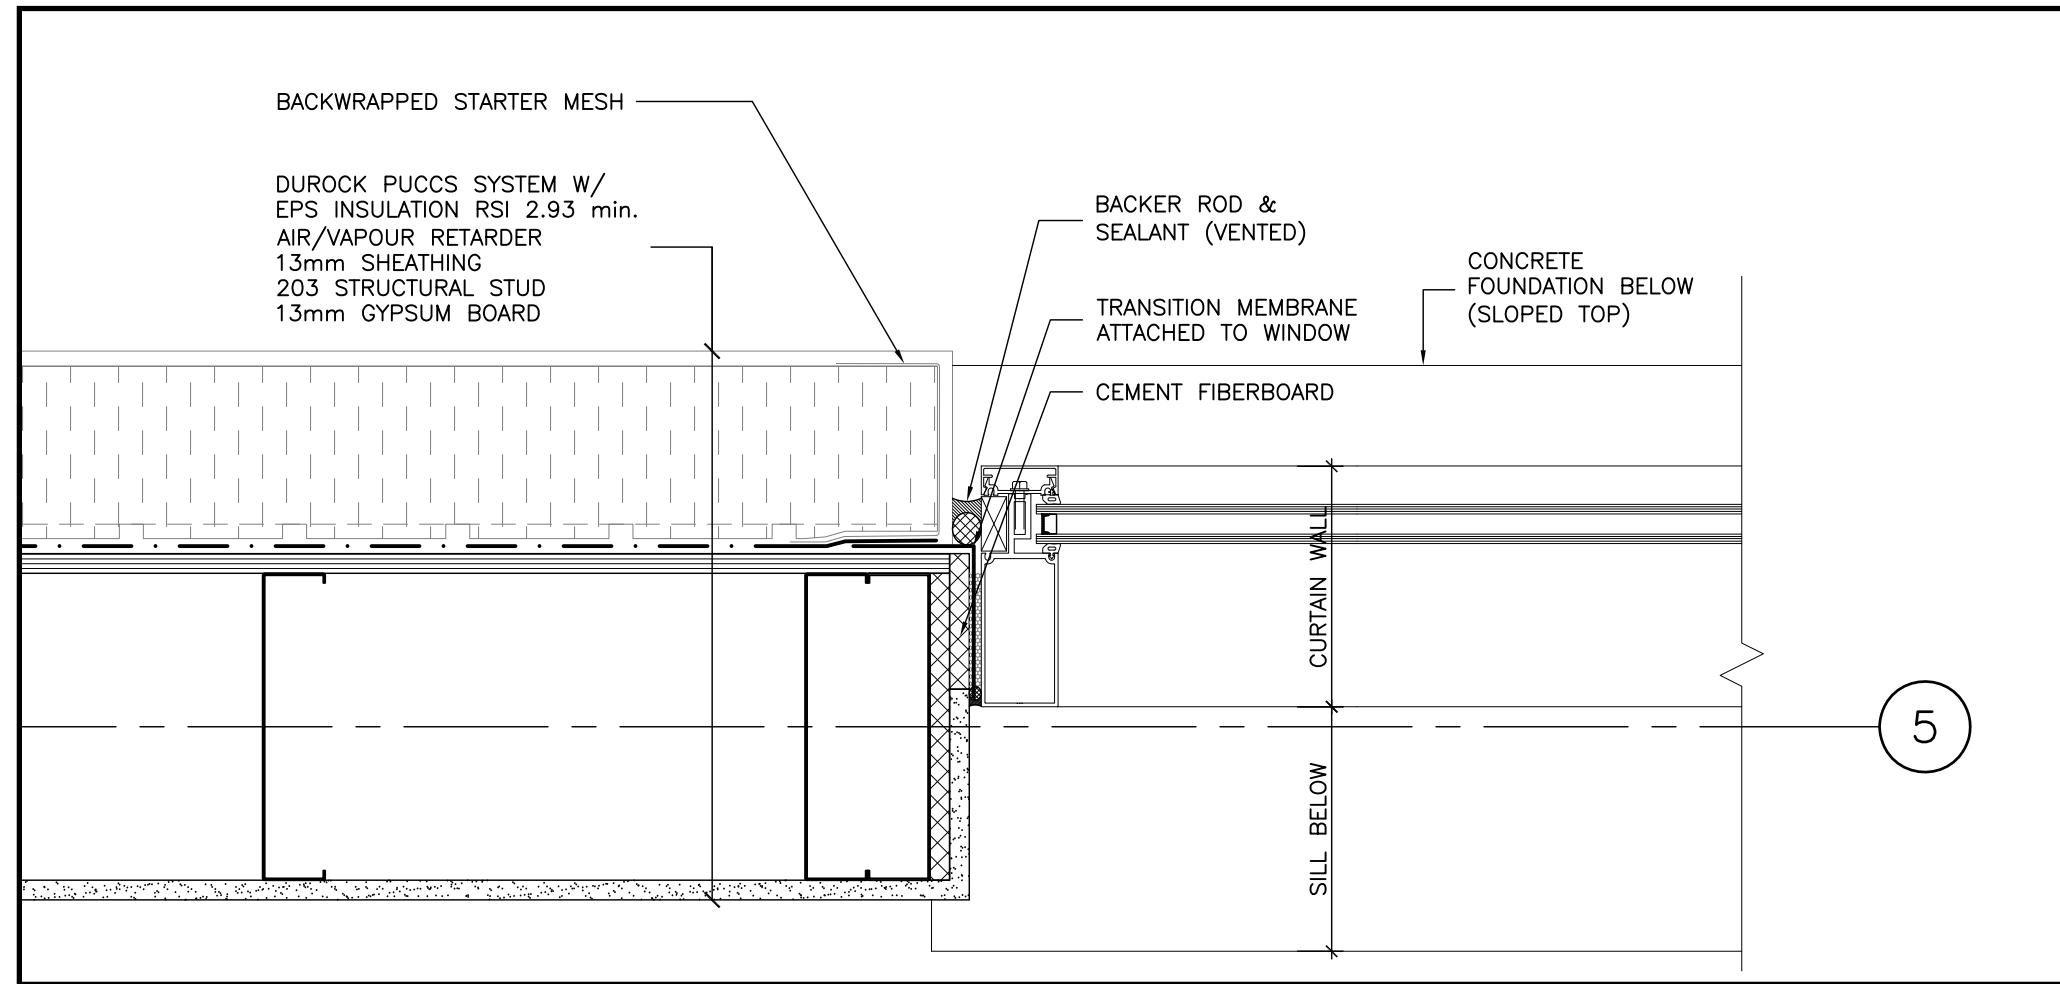 BACKWRAPPED STARTER MESH
DUROCK PUCCS SYSTEM W/
EPS INSULATION RSI 2.93 min.
AIR/VAPOUR RETARDER
13mm SHEATHING
203 STRUCTURAL STUD
13mm GYPSUM BOARD
BACKER ROD &
SEALANT (VENTED)
TRANSITION MEMBRANE
ATTACHED TO WINDOW
CEMENT FIBERBOARD
CONCRETE
FOUNDATION BELOW
(SLOPED TOP)
CURTAIN WALL
SILL BELOW
5